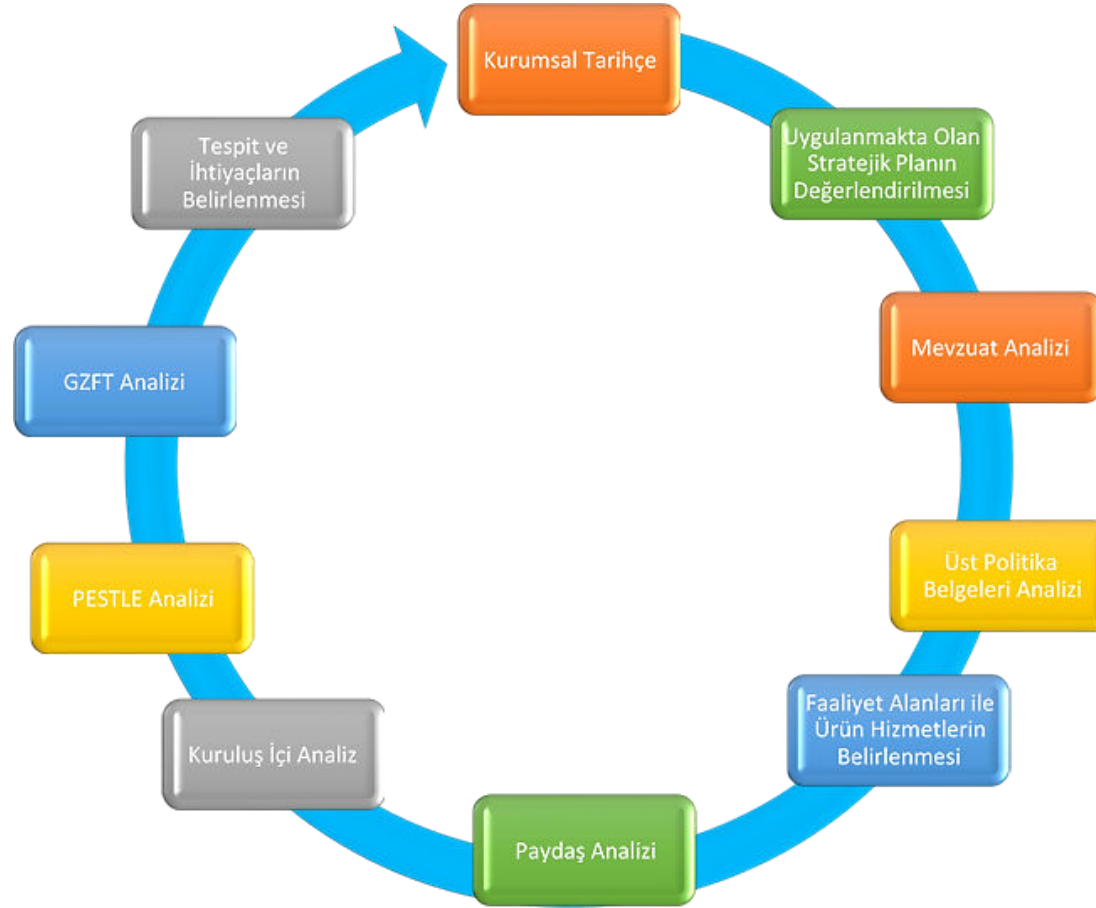 Kurumsal Tarihçe
Uygulanmakta Olan
Stratejik Planın
Değerlendirilmesi
Mevzuat Analizi
Üst Politika
Belgeleri Analizi
Faaliyet Alanları ile
Ürün Hizmetlerin
Belirlenmesi
Paydaş Analizi
Kuruluş İçi Analiz
PESTLE Analizi
GZFT Analizi
Tespit ve
İhtiyaçların
Belirlenmesi